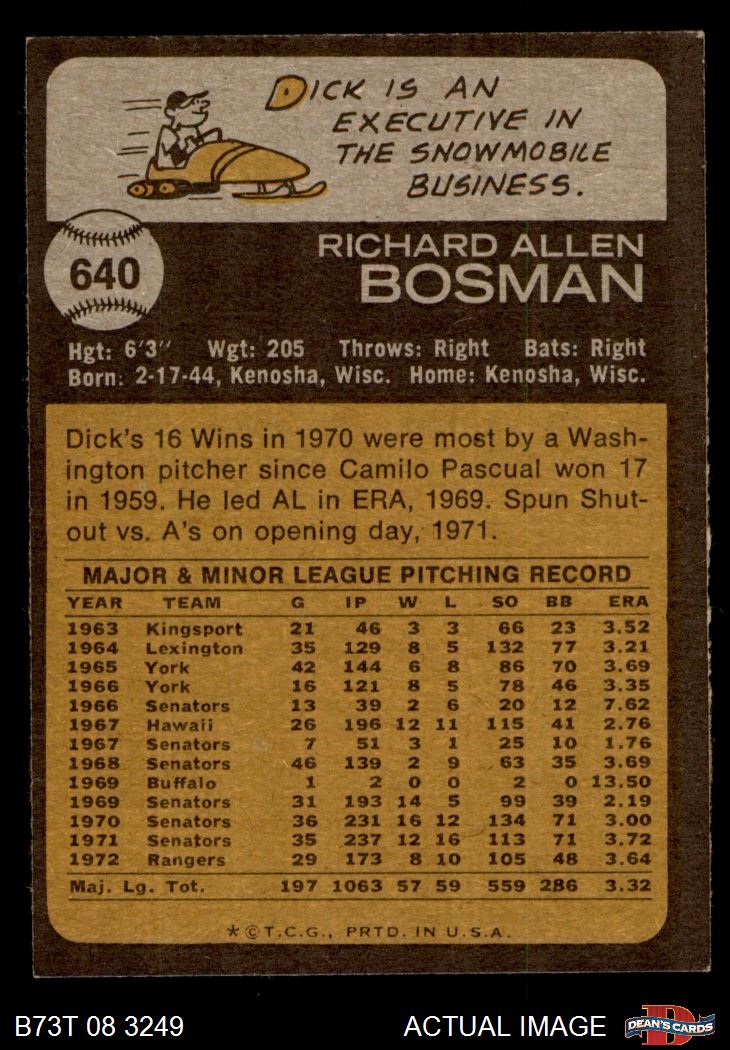 DICK IS AN
EXECUTIVE IN
THE SNOWMOBILE
BUSINESS.
640
RICHARD ALLEN
BOSMAN
Hgt: 6'3" Wgt: 205 Throws: Right Bats: Right
Born: 2-17-44, Kenosha, Wisc. Home: Kenosha, Wisc.
Dick's 16 Wins in 1970 were most by a Wash-
ington pitcher since Camilo Pascual won 17
in 1959. He led AL in ERA, 1969. Spun Shut-
out vs. A's on opening day, 1971.
MAJOR & MINOR LEAGUE PITCHING RECORD
YEAR TEAM G IP W L SO BB ERA
1963 Kingsport 21 46 3 3 66 23 3.52
1964 Lexington 35 129 8 5 132 77 3.21
1965 York 42 144 6 8 86 70 3.69
1966 York 16 121 8 5 78 46 3.35
1966 Senators 13 39 2 6 20 12 7.62
1967 Hawaii 26 196 12 11 115 41 2.76
1967 Senators 7 51 3 1 25 10 1.76
1968 Senators 46 139 2 9 63 35 3.69
1969 Buffalo 1 2 0 0 2 0 13.50
1969 Senators 31 193 14 5 99 39 2.19
1970 Senators 36 231 16 12 134 71 3.00
1971 Senators 35 237 12 16 113 71 3.72
1972 Rangers 29 173 8 10 105 48 3.64
Maj. Lg. Tot. 197 1063 57 59 559 286 3.32
*©T.C.G., PRTD. IN U.S.A.
B73T 08 3249 ACTUAL IMAGE D DEAN'S CARDS